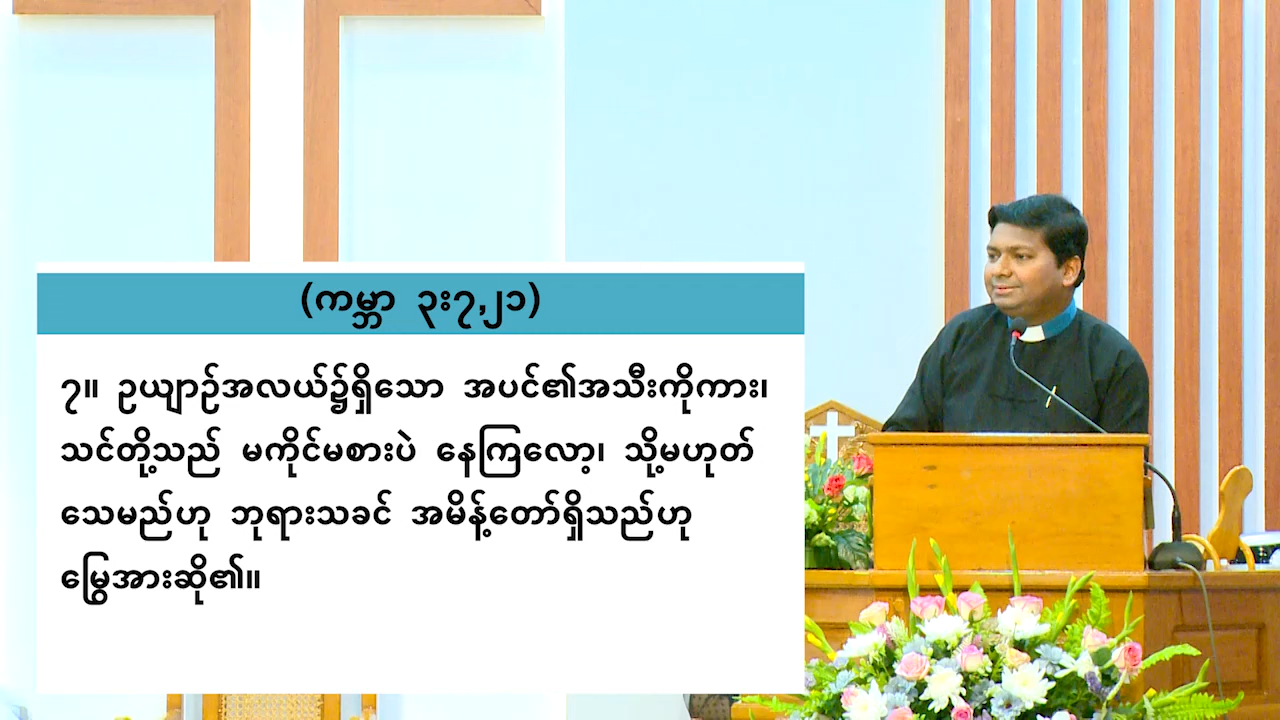 (ကမ္ဘာ ၃း၇,၂၁)
၇။ ဥယျာဉ်အလယ်၌ရှိသော အပင်၏အသီးကိုကား၊
သင်တို့သည် မကိုင်မစားပဲ နေကြလော့၊ သို့မဟုတ်
သေမည်ဟု ဘုရားသခင် အမိန့်တော်ရှိသည်ဟု
မြွေအားဆို၏။